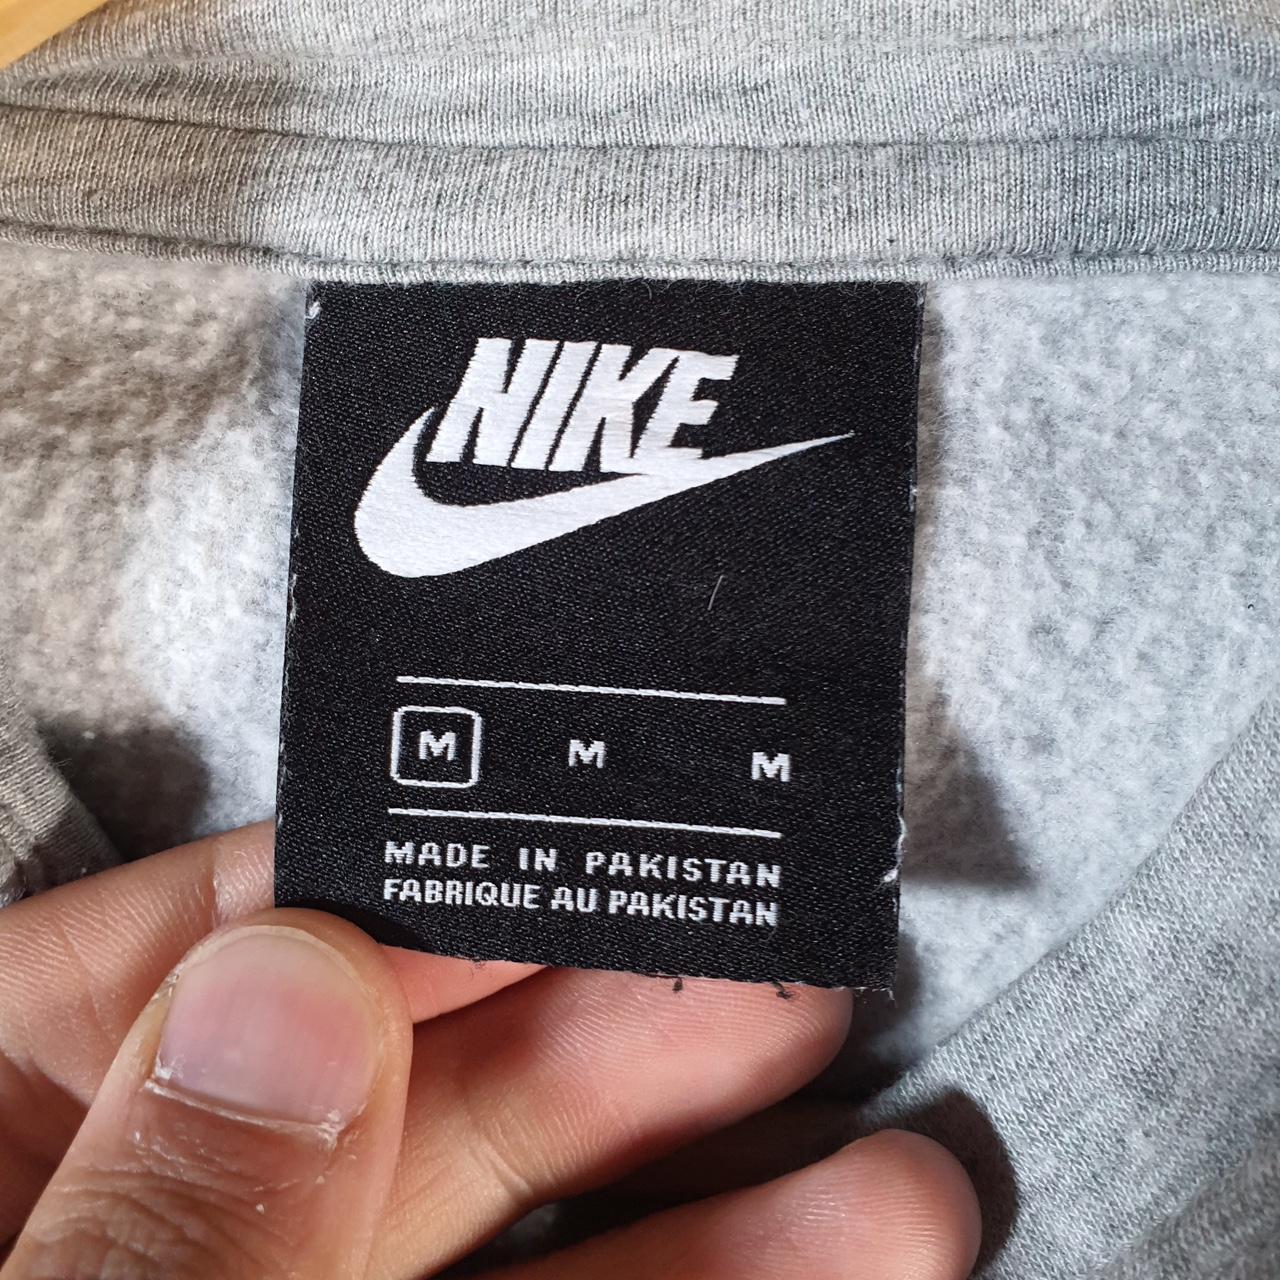 NIKE
M M M
MADE IN PAKISTAN
FABRIQUE AU PAKISTAN